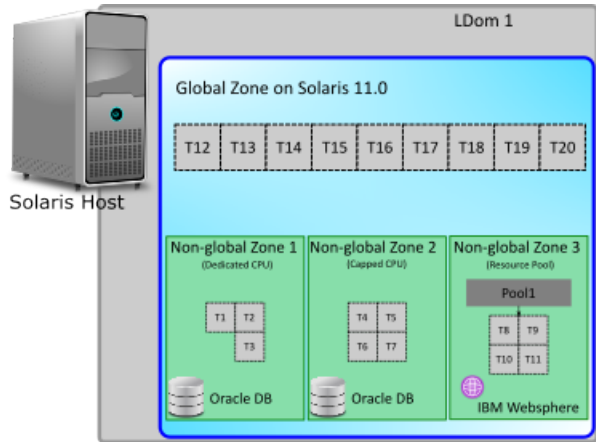 LDom 1
Global Zone on Solaris 11.0
T12 T13 T14 T15 T16 T17 T18 T19 T20
Solaris Host
Non-global Zone 1
(Dedicated CPU)
T1 T2
T3
Oracle DB
Non-global Zone 2
(Capped CPU)
T4 T5
T6 T7
Oracle DB
Non-global Zone 3
(Resource Pool)
Pool1
T8 T9
T10 T11
IBM Websphere